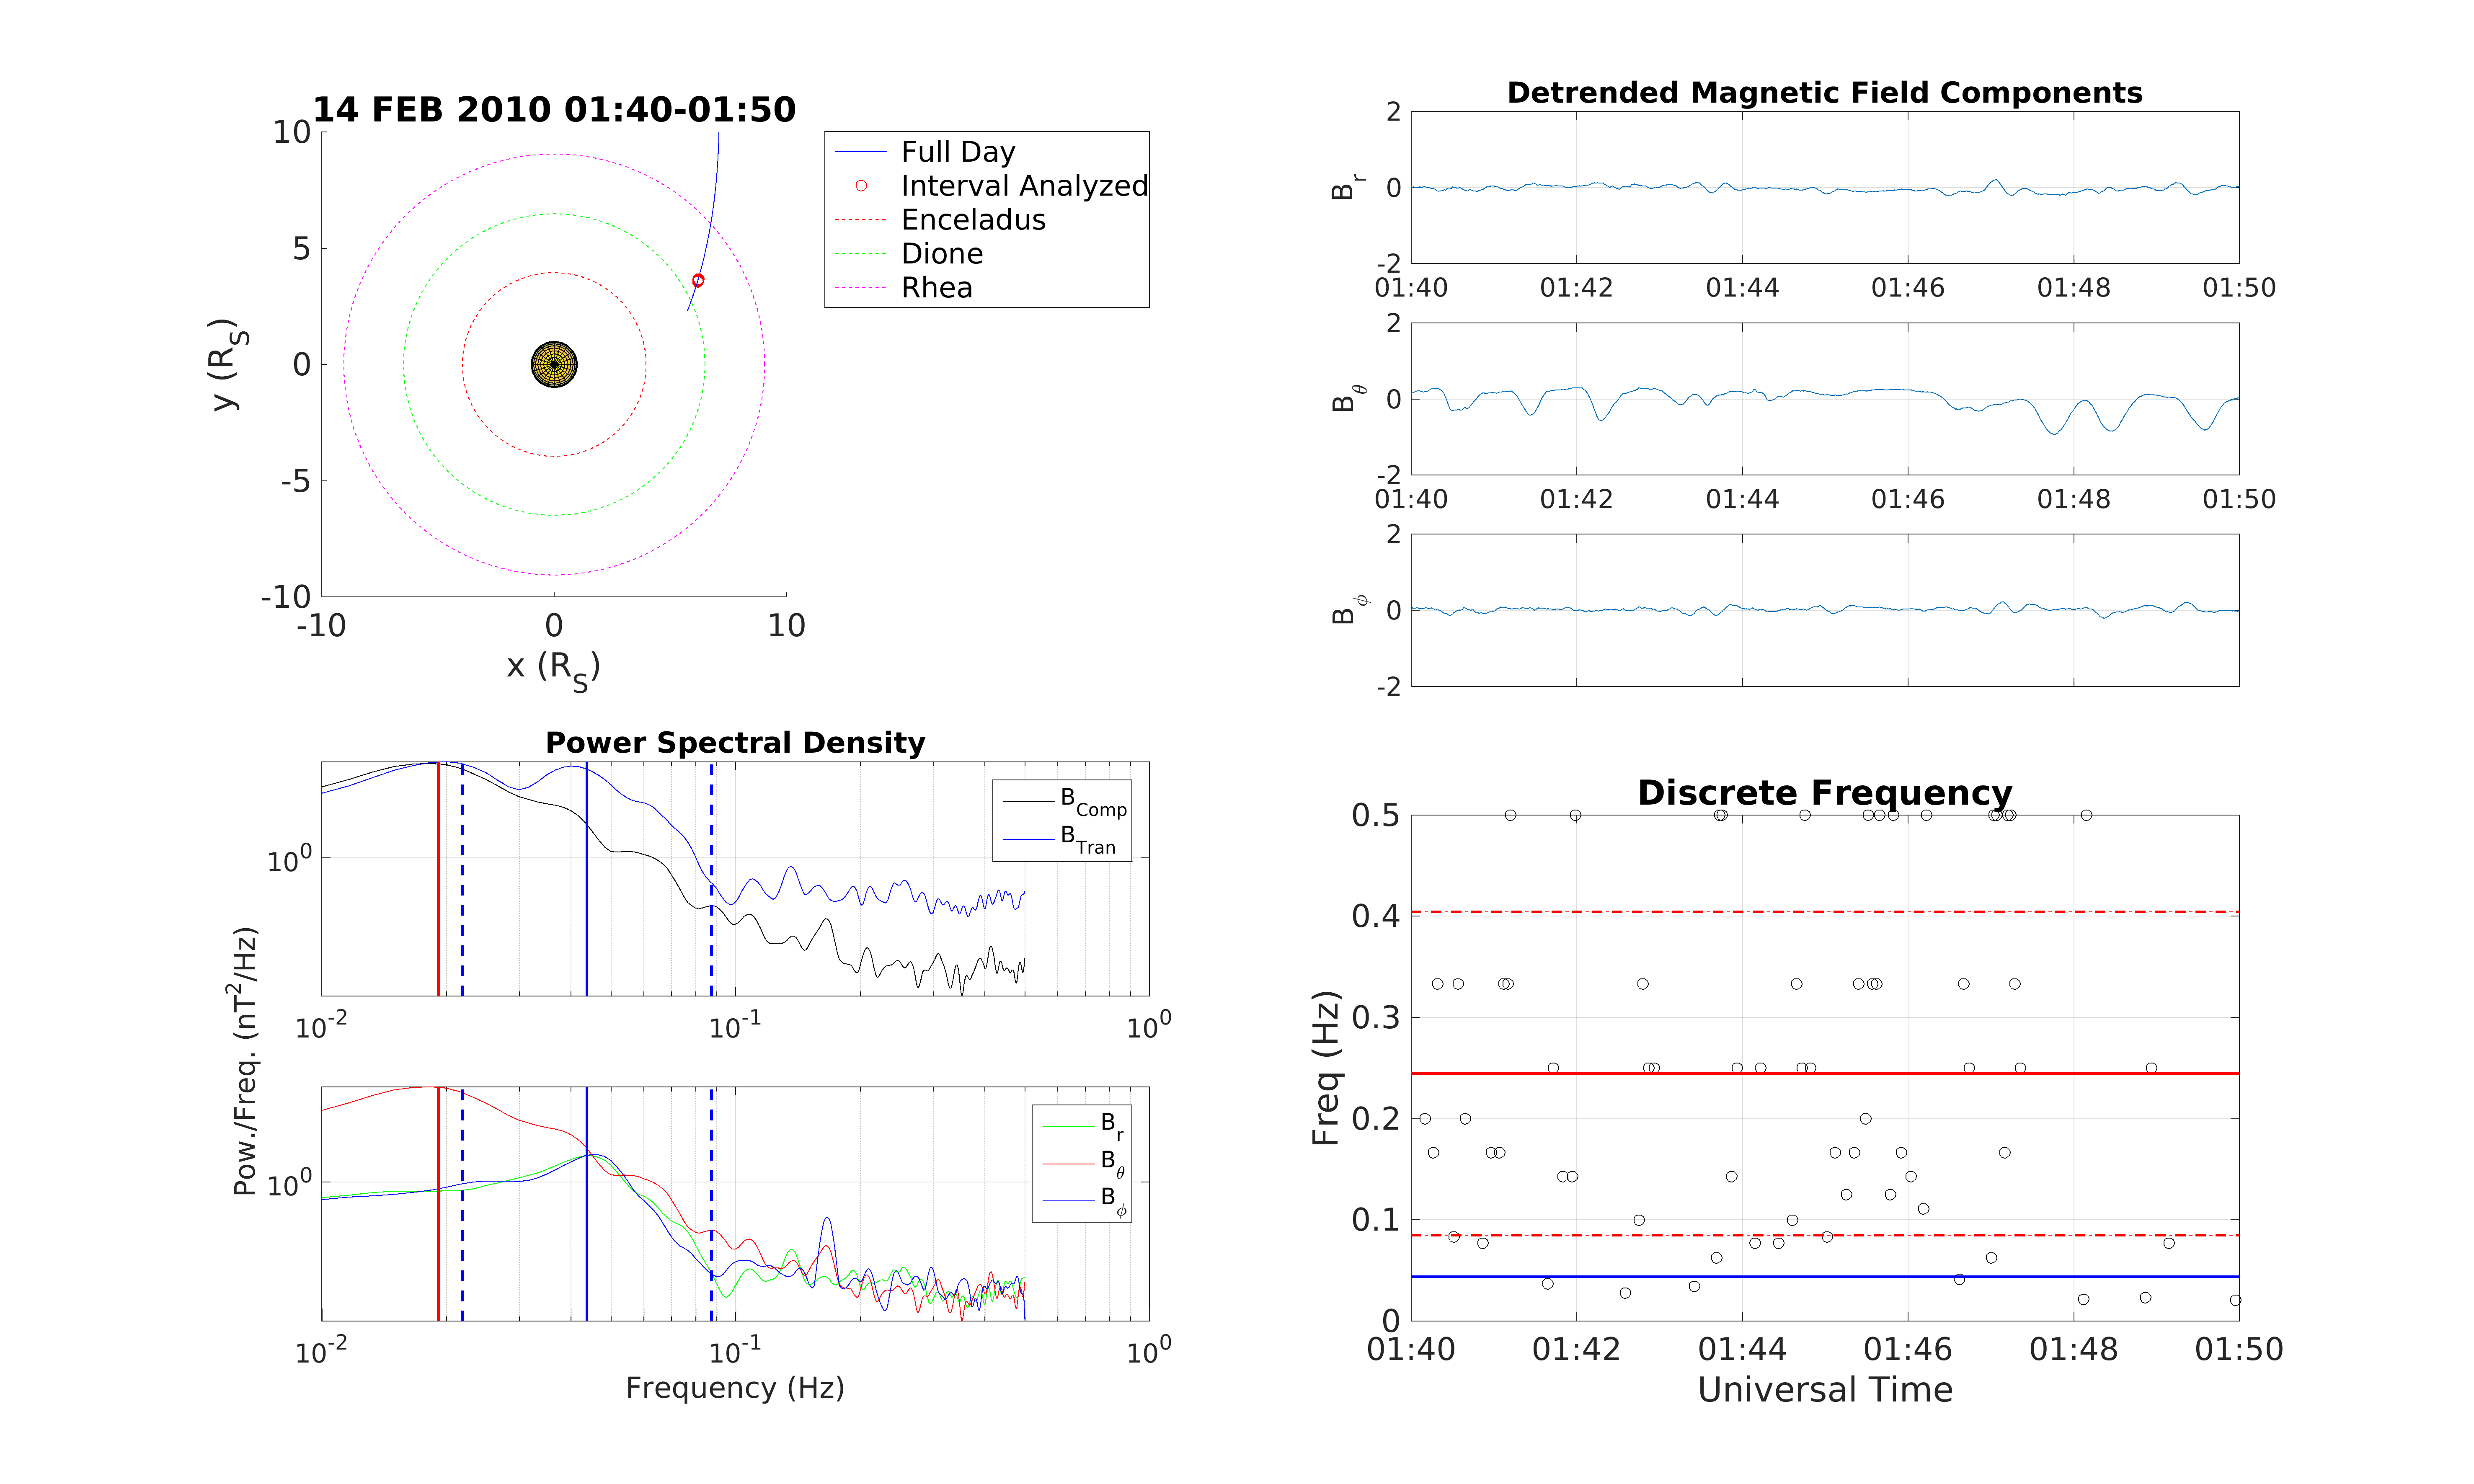 14 FEB 2010 01:40-01:50
10
5
0
-5
-10
-10 0 10
y (R_S)
x (R_S)
Full Day
Interval Analyzed
Enceladus
Dione
Rhea
Detrended Magnetic Field Components
B_r
2
0
-2
01:40 01:42 01:44 01:46 01:48 01:50
B_θ
2
0
-2
01:40 01:42 01:44 01:46 01:48 01:50
B_ϕ
2
0
-2
Power Spectral Density
Pow./Freq. (nT^2/Hz)
10^0
B_Comp
B_Tran
10^-2 10^-1 10^0
10^0
B_r
B_θ
B_ϕ
10^-2 10^-1 10^0
Frequency (Hz)
Discrete Frequency
Freq (Hz)
0.5
0.4
0.3
0.2
0.1
0
01:40 01:42 01:44 01:46 01:48 01:50
Universal Time